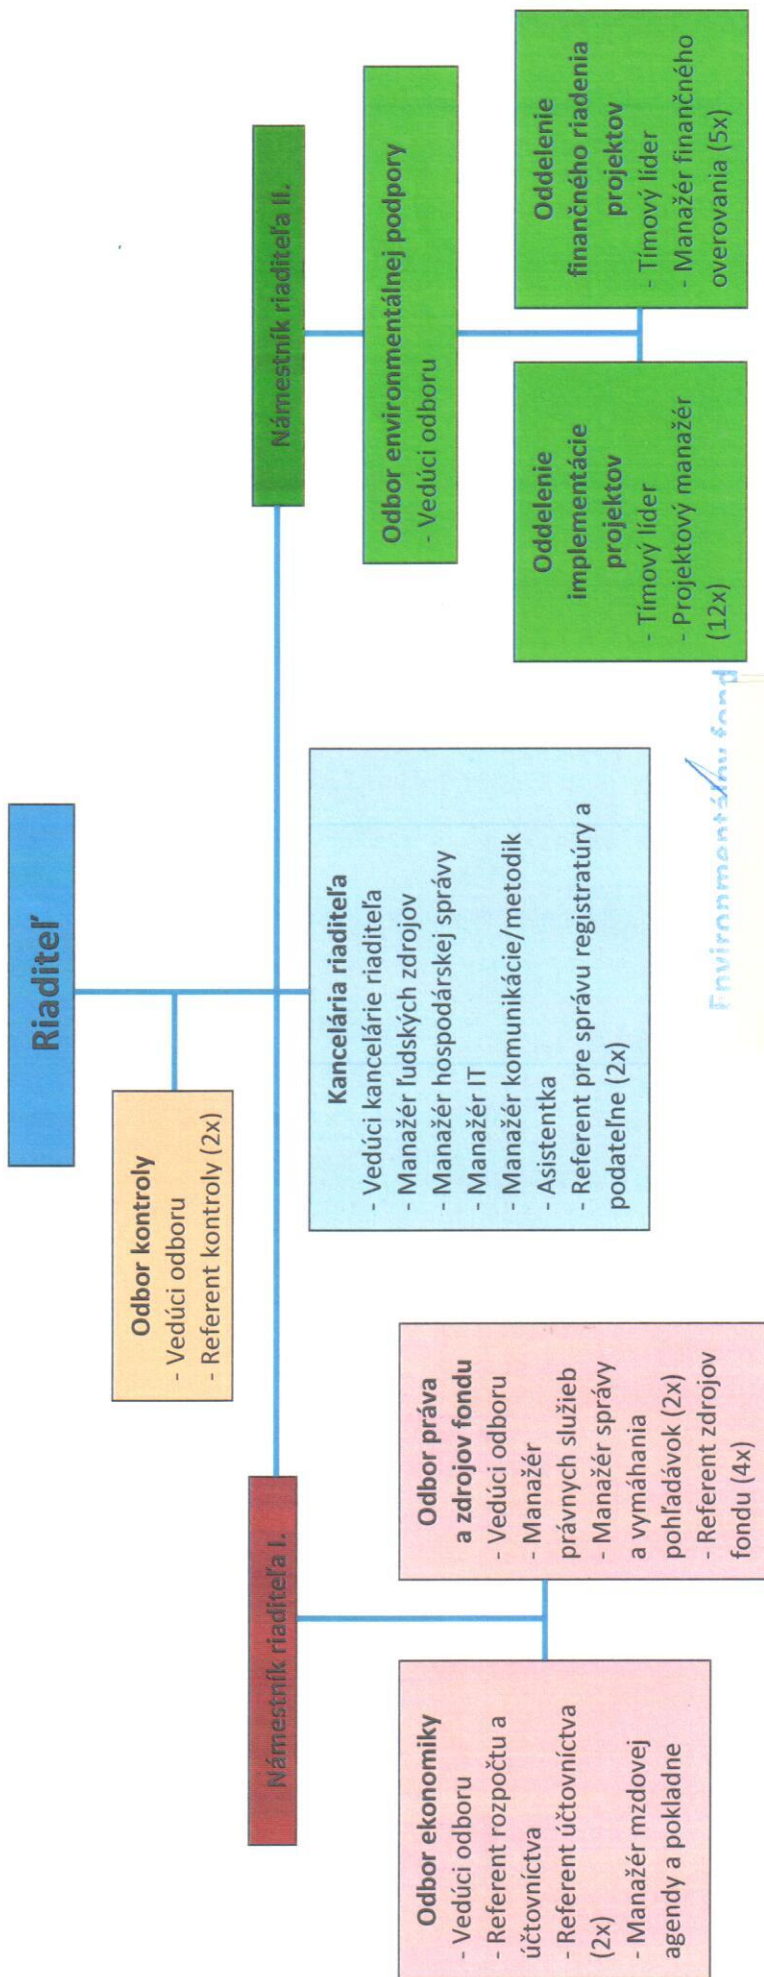 Riaditeľ
Odbor kontroly
- Vedúci odboru
- Referent kontroly (2x)
Námestník riaditeľa I.
Námestník riaditeľa II.
Kancelária riaditeľa
- Vedúci kancelárie riaditeľa
- Manažér ľudských zdrojov
- Manažér hospodárskej správy
- Manažér IT
- Manažér komunikácie/metodik
- Asistentka
- Referent pre správu registratúry a
podateľne (2x)
Odbor environmentálnej podpory
- Vedúci odboru
Odbor ekonomiky
- Vedúci odboru
- Referent rozpočtu a
účtovníctva
- Referent účtovníctva
(2x)
- Manažér mzdovej
agendy a pokladne
Odbor práva
a zdrojov fondu
- Vedúci odboru
- Manažér
právnych služieb
- Manažér správy
a vymáhania
pohľadávok (2x)
- Referent zdrojov
fondu (4x)
Oddelenie
implementácie
projektov
- Tímový líder
- Projektový manažér
(12x)
Oddelenie
finančného riadenia
projektov
- Tímový líder
- Manažér finančného
overovania (5x)
Environmentálny fond